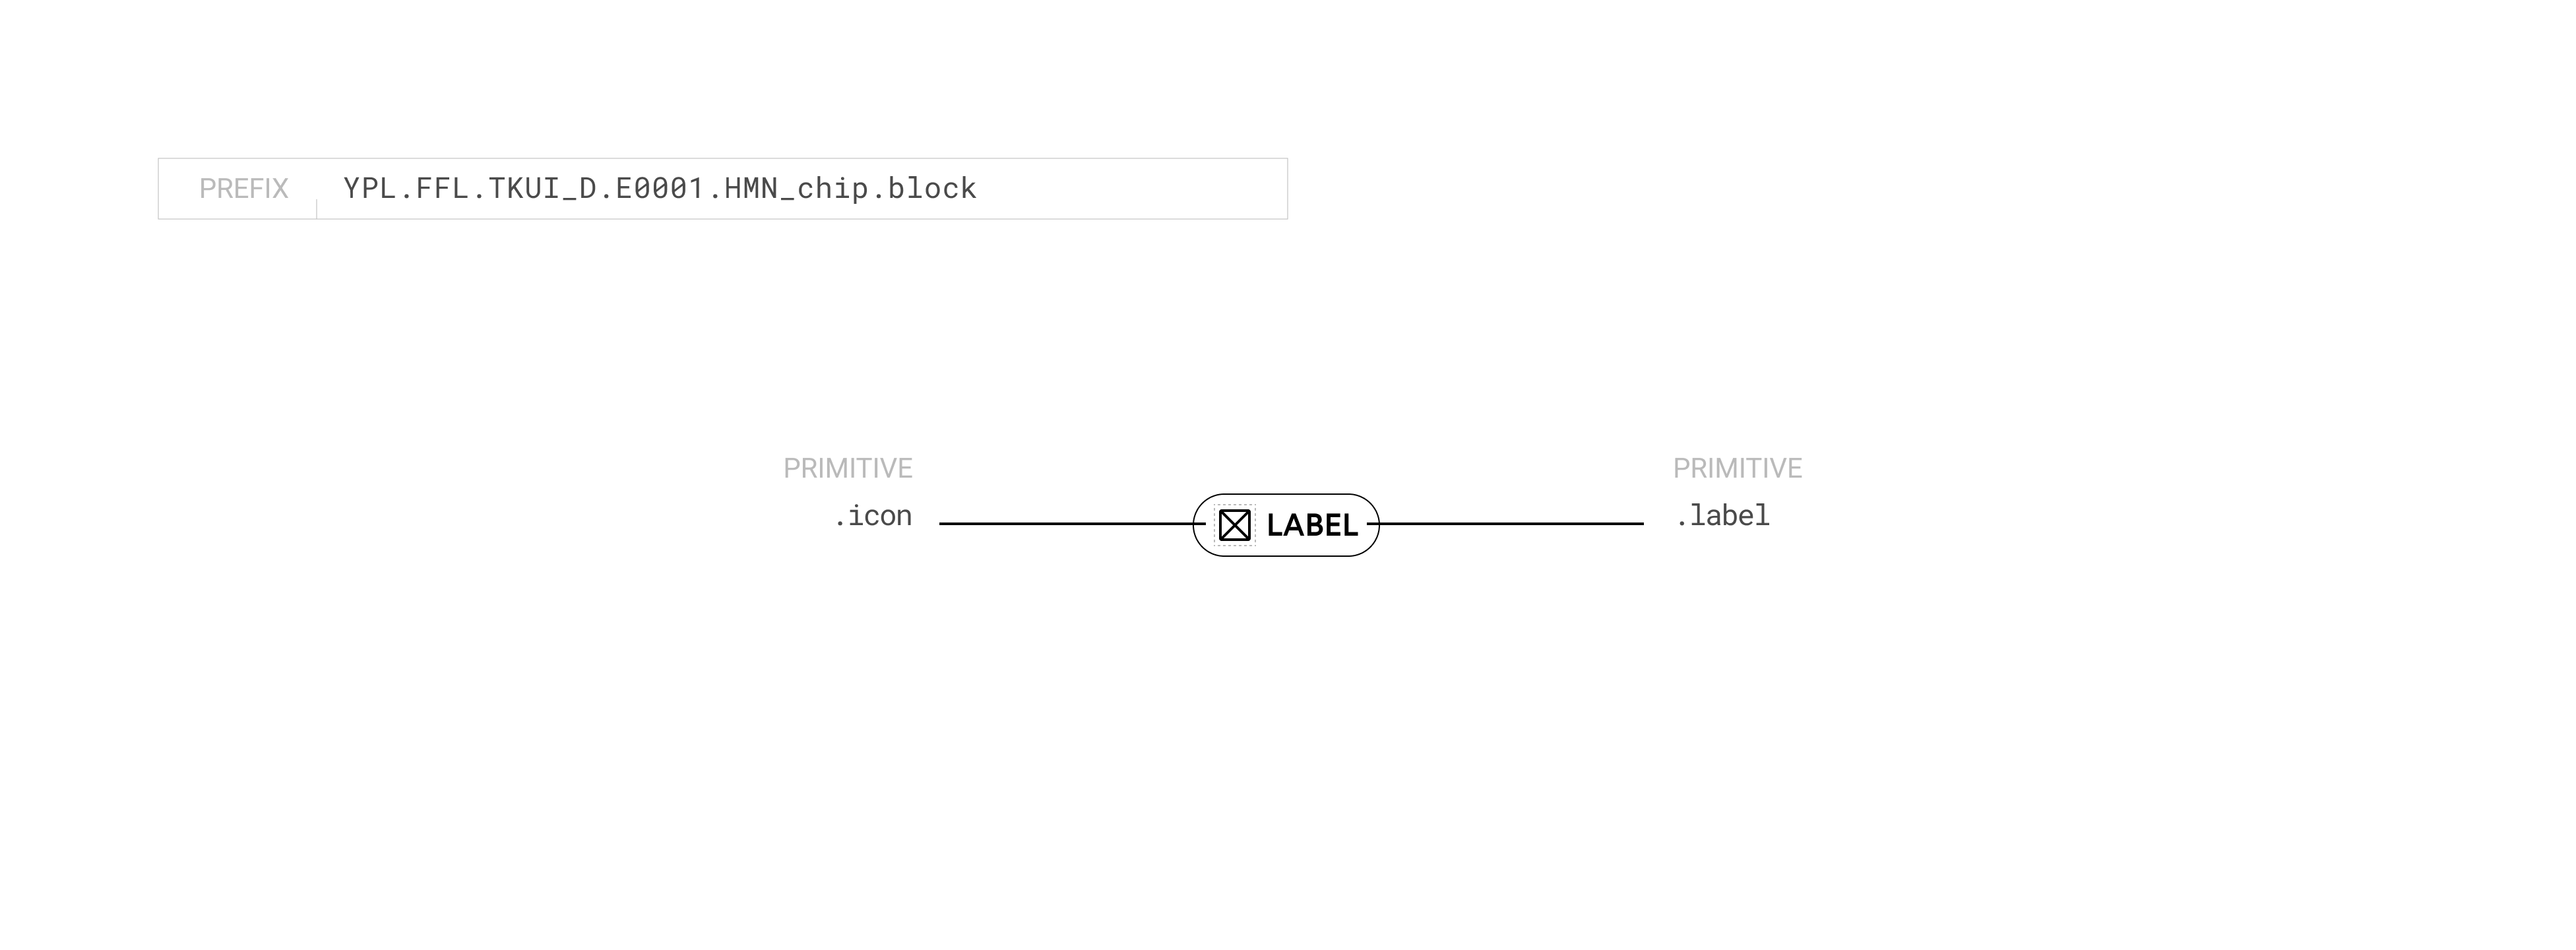 PREFIX YPL.FFL.TKUI_D.E0001.HMN_chip.block
PRIMITIVE PRIMITIVE
.icon LABEL .label